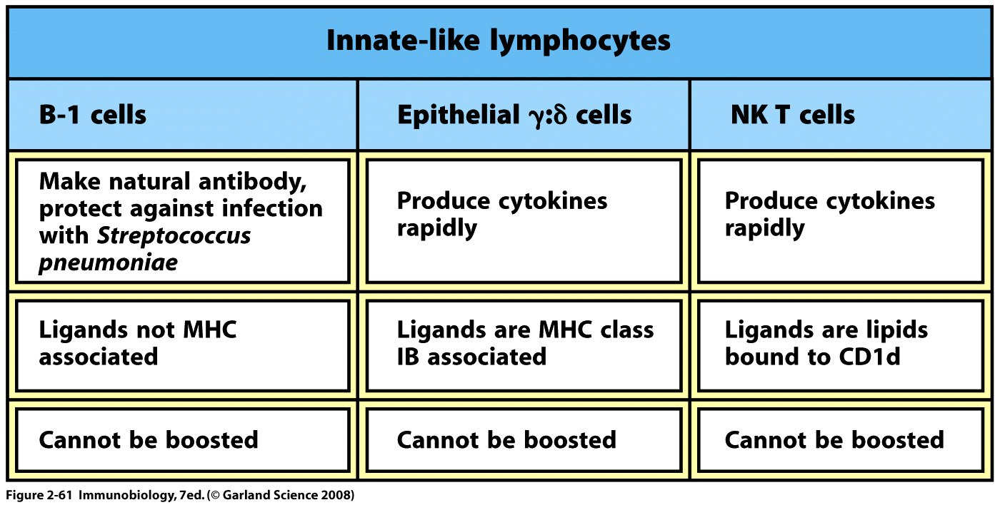 Innate-like lymphocytes
B-1 cells
Epithelial γ:δ cells
NK T cells
Make natural antibody,
protect against infection
with Streptococcus
pneumoniae
Produce cytokines
rapidly
Produce cytokines
rapidly
Ligands not MHC
associated
Ligands are MHC class
IB associated
Ligands are lipids
bound to CD1d
Cannot be boosted
Cannot be boosted
Cannot be boosted
Figure 2-61 Immunobiology, 7ed. (© Garland Science 2008)